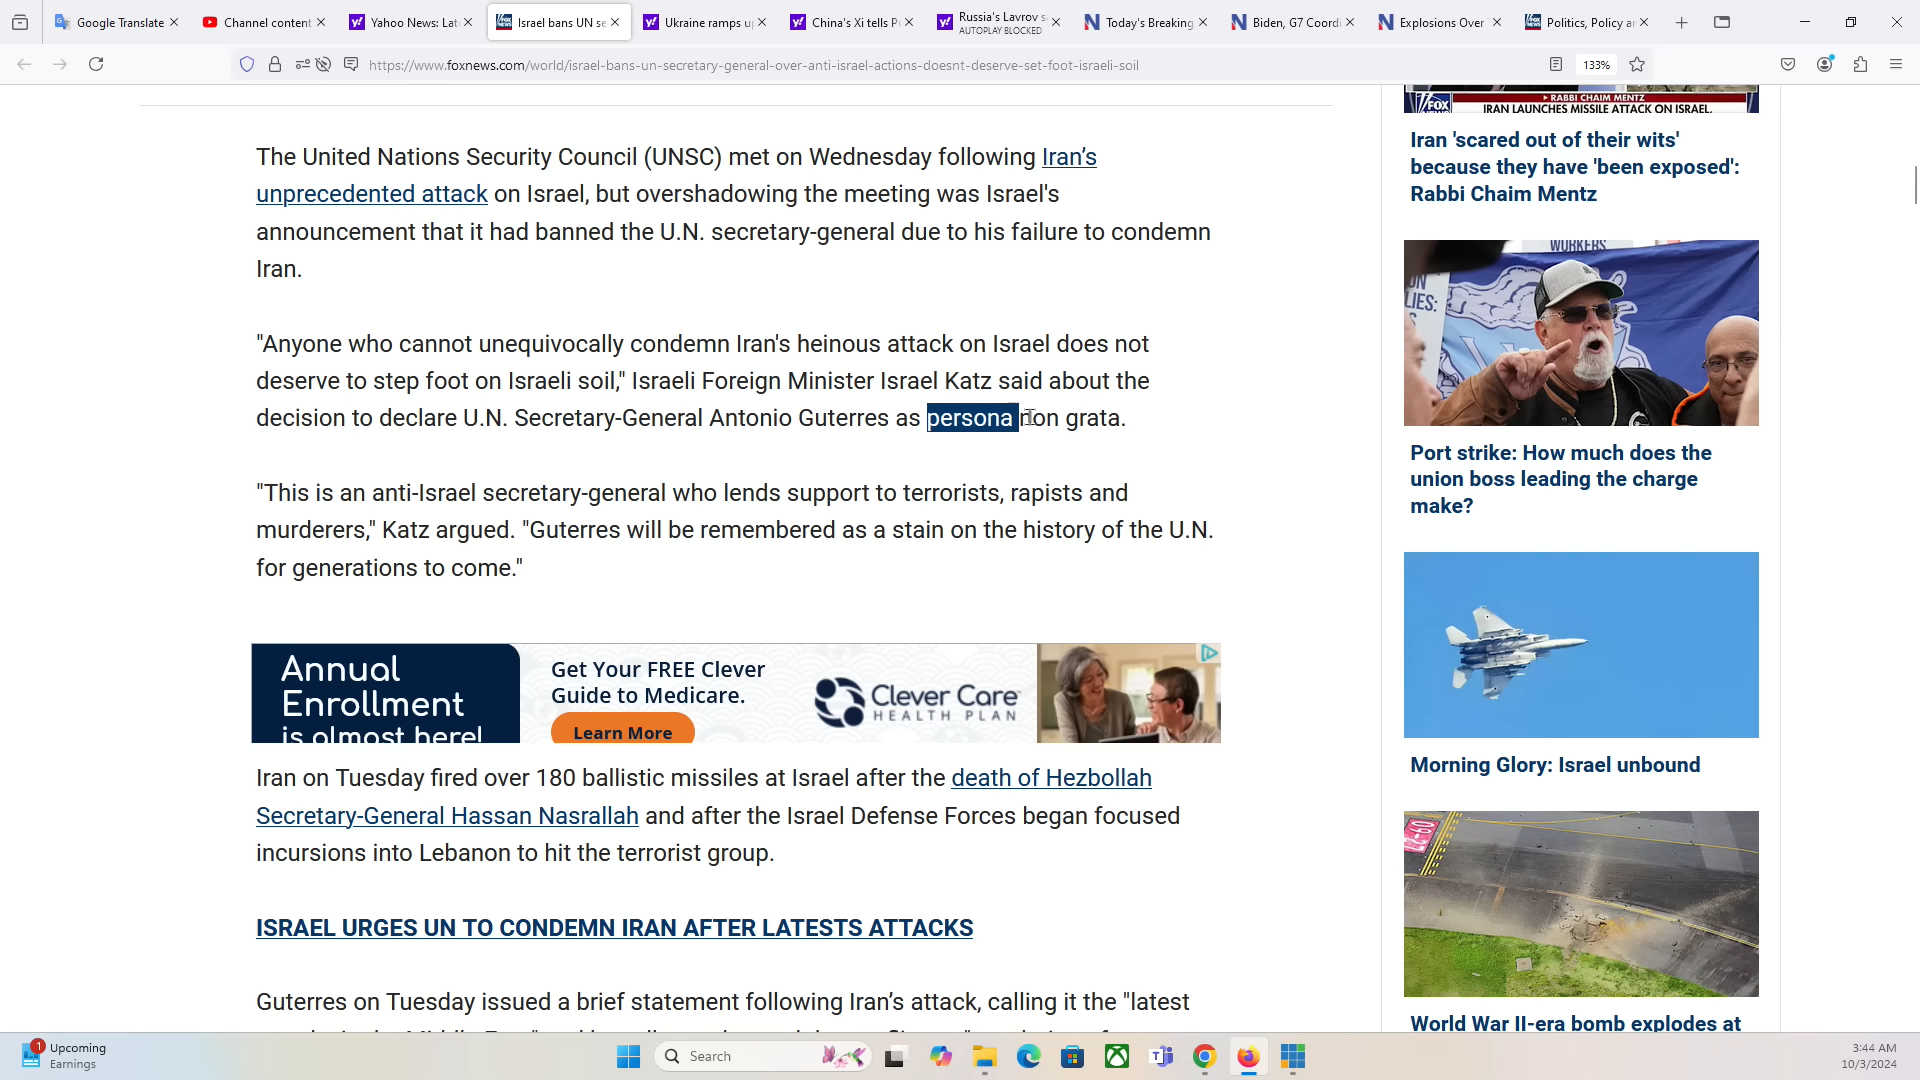 Google Translate
Channel content
Yahoo News: Lat
Israel bans UN se
Ukraine ramps u
China's Xi tells P
Russia's Lavrov s
AUTOPLAY BLOCKED
Today's Breaking
Biden, G7 Coordi
Explosions Over
Politics, Policy ar
https://www.foxnews.com/world/israel-bans-un-secretary-general-over-anti-israel-actions-doesnt-deserve-set-foot-israeli-soil
133%
The United Nations Security Council (UNSC) met on Wednesday following Iran’s
unprecedented attack on Israel, but overshadowing the meeting was Israel's
announcement that it had banned the U.N. secretary-general due to his failure to condemn
Iran.
"Anyone who cannot unequivocally condemn Iran's heinous attack on Israel does not
deserve to step foot on Israeli soil," Israeli Foreign Minister Israel Katz said about the
decision to declare U.N. Secretary-General Antonio Guterres as persona non grata.
"This is an anti-Israel secretary-general who lends support to terrorists, rapists and
murderers," Katz argued. "Guterres will be remembered as a stain on the history of the U.N.
for generations to come."
Annual
Enrollment
is almost here!
Get Your FREE Clever
Guide to Medicare.
Learn More
Clever Care
HEALTH PLAN
Iran on Tuesday fired over 180 ballistic missiles at Israel after the death of Hezbollah
Secretary-General Hassan Nasrallah and after the Israel Defense Forces began focused
incursions into Lebanon to hit the terrorist group.
ISRAEL URGES UN TO CONDEMN IRAN AFTER LATESTS ATTACKS
Guterres on Tuesday issued a brief statement following Iran’s attack, calling it the "latest
FOX
RABBI CHAIM MENTZ
IRAN LAUNCHES MISSILE ATTACK ON ISRAEL.
Iran 'scared out of their wits'
because they have 'been exposed':
Rabbi Chaim Mentz
WORKERS
ON
LIES:
Port strike: How much does the
union boss leading the charge
make?
Morning Glory: Israel unbound
World War II-era bomb explodes at
1
Upcoming
Earnings
Search
3:44 AM
10/3/2024